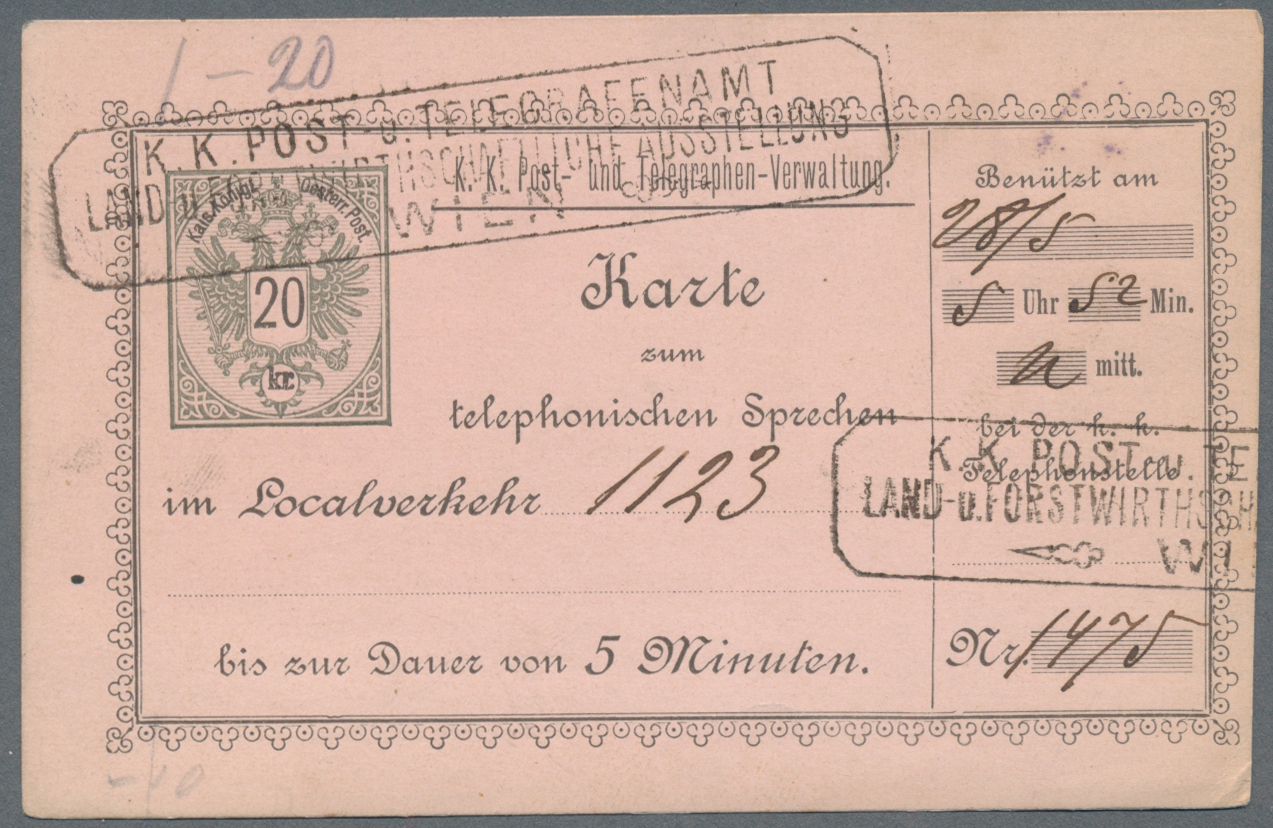 1-20
K. K. POST- u. TELEGRAFENAMT
LAND- u. FORSTWIRTHSCHAFTLICHE AUSSTELLUNG
WIEN
Kais. Königl. Oesterr. Post.
20
kr.
K. K. Post- und Telegraphen-Verwaltung.
Karte
zum
telephonischen Sprechen
im Localverkehr 1123
bis zur Dauer von 5 Minuten.
Benützt am
28/5
5 Uhr 52 Min.
n mitt.
bei der k. k.
Telephonstelle.
K. K. POST- u. TE
LAND- u. FORSTWIRTHSCH
WI
Nr. 1475
-10